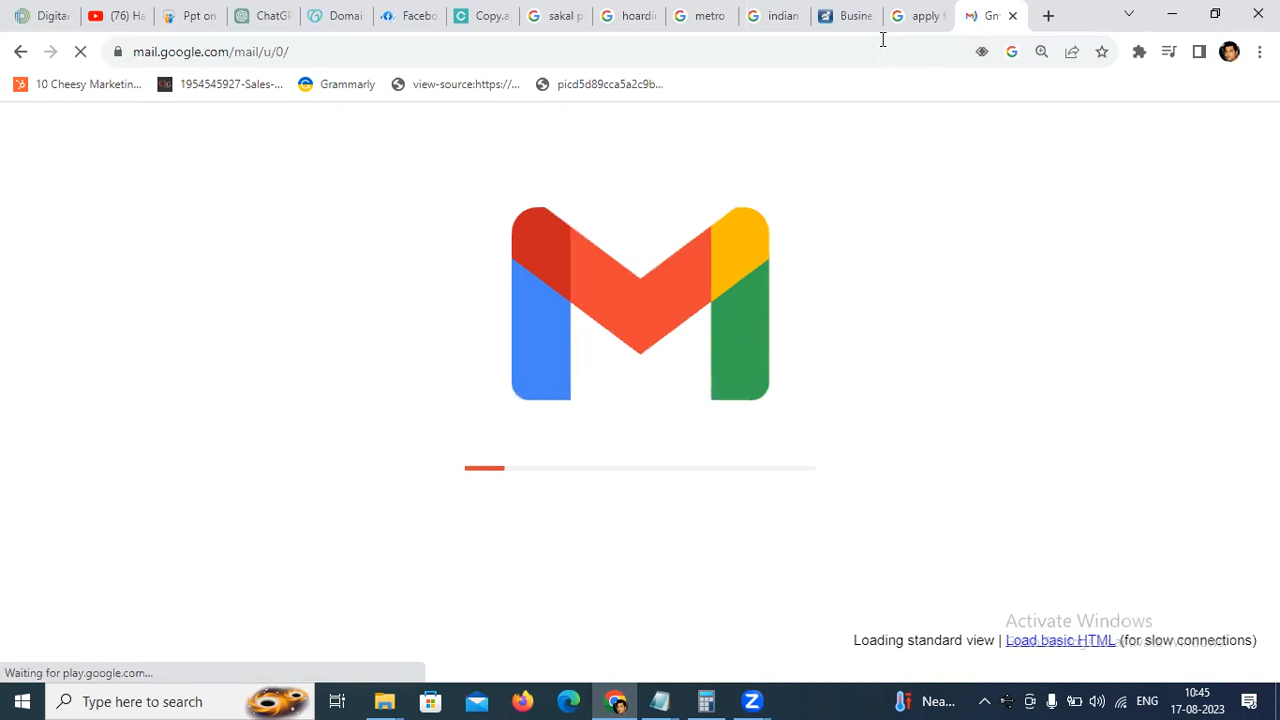 Digita
(76) Ha
Ppt on
ChatGF
Domai
Facebo
Copy.a
sakal p
hoardi
metro
indian
Busine
apply f
Gm
mail.google.com/mail/u/0/
10 Cheesy Marketin...
1954545927-Sales-...
Grammarly
view-source:https://...
picd5d89cca5a2c9b...
Activate Windows
Loading standard view | Load basic HTML (for slow connections)
Waiting for play.google.com...
Type here to search
Nea...
ENG
10:45
17-08-2023